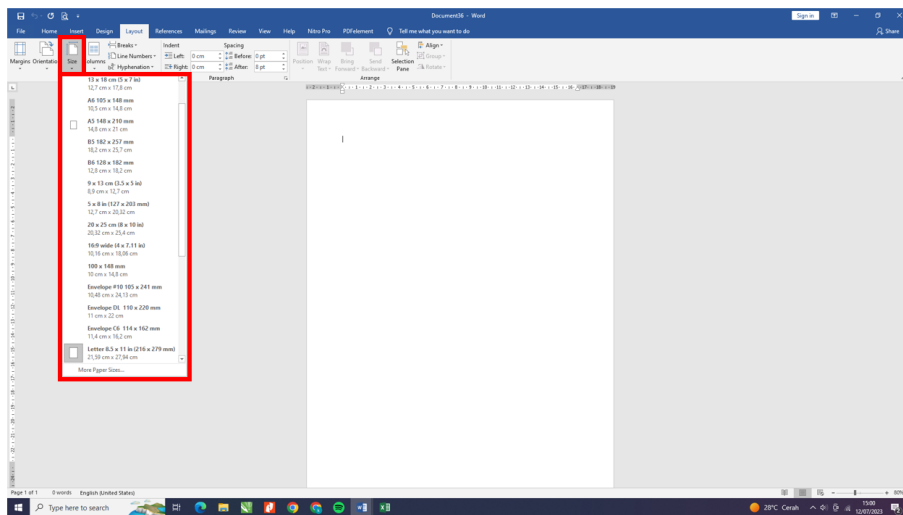 Document36 - Word
Sign in
File Home Insert Design Layout References Mailings Review View Help Nitro Pro PDFelement Tell me what you want to do
Share
Margins Orientation Size Columns
Breaks
Line Numbers
Hyphenation
Indent Spacing
Left: 0 cm Before: 0 pt
Right: 0 cm After: 8 pt
Position Wrap Text Bring Forward Send Backward Selection Pane
Align
Group
Rotate
Paragraph Arrange
13 x 18 cm (5 x 7 in)
12,7 cm x 17,8 cm
A6 105 x 148 mm
10,5 cm x 14,8 cm
A5 148 x 210 mm
14,8 cm x 21 cm
B5 182 x 257 mm
18,2 cm x 25,7 cm
B6 128 x 182 mm
12,8 cm x 18,2 cm
9 x 13 cm (3.5 x 5 in)
8,9 cm x 12,7 cm
5 x 8 in (127 x 203 mm)
12,7 cm x 20,32 cm
20 x 25 cm (8 x 10 in)
20,32 cm x 25,4 cm
16:9 wide (4 x 7.11 in)
10,16 cm x 18,06 cm
100 x 148 mm
10 cm x 14,8 cm
Envelope #10 105 x 241 mm
10,48 cm x 24,13 cm
Envelope DL 110 x 220 mm
11 cm x 22 cm
Envelope C6 114 x 162 mm
11,4 cm x 16,2 cm
Letter 8.5 x 11 in (216 x 279 mm)
21,59 cm x 27,94 cm
More Paper Sizes...
Page 1 of 1 0 words English (United States)
80%
Type here to search
28°C Cerah
15:00
12/07/2023